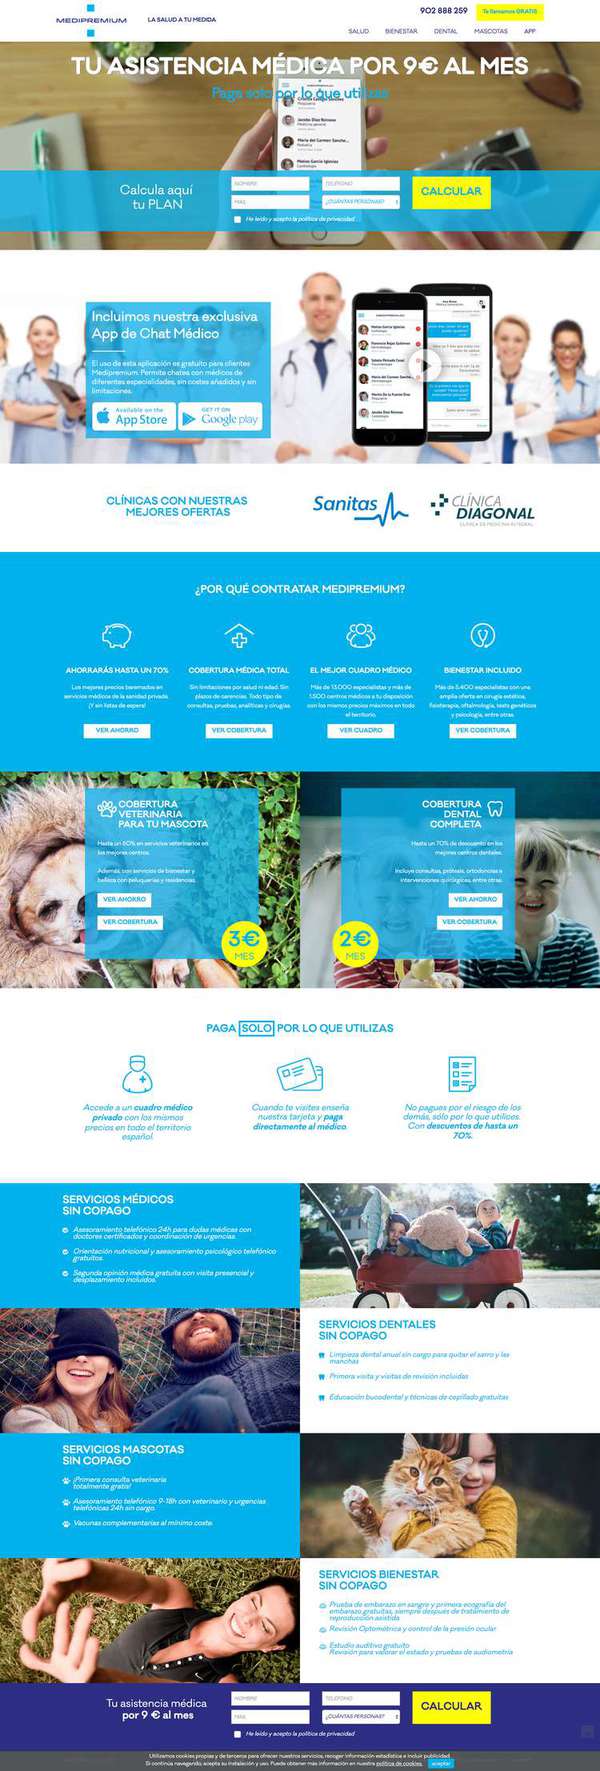 MEDIPREMIUM
LA SALUD A TU MEDIDA
902 888 259
Te llamamos GRATIS
SALUD BIENESTAR DENTAL MASCOTAS APP
TU ASISTENCIA MÉDICA POR 9€ AL MES
Paga solo por lo que utilizas
Calcula aquí
tu PLAN
NOMBRE
TELÉFONO
MAIL
¿CUÁNTAS PERSONAS?
CALCULAR
He leído y acepto la política de privacidad
Incluimos nuestra exclusiva
App de Chat Médico
El uso de esta aplicación es gratuito para clientes
Medipremium. Permite chatea con médicos de
diferentes especialidades, sin costes añadidos y sin
limitaciones.
Available on the
App Store
GET IT ON
Google play
CLÍNICAS CON NUESTRAS
MEJORES OFERTAS
Sanitas
CLÍNICA
DIAGONAL
CLÍNICA DE MEDICINA INTEGRAL
¿POR QUÉ CONTRATAR MEDIPREMIUM?
AHORRARÁS HASTA UN 70%
Los mejores precios baremados en
servicios médicos de la sanidad privada.
¡Y sin listas de espera!
VER AHORRO
COBERTURA MÉDICA TOTAL
Sin limitaciones por salud ni edad. Sin
plazos de carencias. Todo tipo de
consultas, pruebas, analíticas y cirugías.
VER COBERTURA
EL MEJOR CUADRO MÉDICO
Más de 13.000 especialistas y más de
1.500 centros médicos a tu disposición
con los mismos precios máximos en todo
el territorio.
VER CUADRO
BIENESTAR INCLUIDO
Más de 5.400 especialistas con una
amplia oferta en cirugía estética,
fisioterapia, oftalmología, tests genéticos
y psicología, entre otras.
VER COBERTURA
COBERTURA
VETERINARIA
PARA TU MASCOTA
Hasta un 60% en servicios veterinarios en
los mejores centros.
Además, con servicios de bienestar y
belleza con peluquerías y residencias.
VER AHORRO
VER COBERTURA
3€
MES
COBERTURA
DENTAL
COMPLETA
Hasta un 70% de descuento en los
mejores centros dentales.
Incluye consultas, prótesis, ortodoncias e
intervenciones quirúrgicas, entre otras.
VER AHORRO
VER COBERTURA
2€
MES
PAGA SOLO POR LO QUE UTILIZAS
Accede a un cuadro médico
privado con los mismos
precios en todo el territorio
español.
Cuando te visites enseña
nuestra tarjeta y paga
directamente al médico.
No pagues por el riesgo de los
demás, sólo por lo que utilices.
Con descuentos de hasta un
70%.
SERVICIOS MÉDICOS
SIN COPAGO
Asesoramiento telefónico 24h para dudas médicas con
doctores certificados y coordinación de urgencias.
Orientación nutricional y asesoramiento psicológico telefónico
gratuitos.
Segunda opinión médica gratuita con visita presencial y
desplazamiento incluidos.
SERVICIOS DENTALES
SIN COPAGO
Limpieza dental anual sin cargo para quitar el sarro y las
manchas
Primera visita y visitas de revisión incluidas
Educación bucodental y técnicas de cepillado gratuitas
SERVICIOS MASCOTAS
SIN COPAGO
¡Primera consulta veterinaria
totalmente gratis!
Asesoramiento telefónico 9-18h con veterinario y urgencias
telefónicas 24h sin cargo.
Vacunas complementarias al mínimo coste.
SERVICIOS BIENESTAR
SIN COPAGO
Prueba de embarazo en sangre y primera ecografía del
embarazo gratuitas, siempre después de tratamiento de
reproducción asistida
Revisión Optométrica y control de la presión ocular
Estudio auditivo gratuito
Revisión para valorar el estado y pruebas de audiometría
Tu asistencia médica
por 9 € al mes
NOMBRE
TELÉFONO
MAIL
¿CUÁNTAS PERSONAS?
CALCULAR
He leído y acepto la política de privacidad
Utilizamos cookies propias y de terceros para ofrecer nuestros servicios, recoger información estadística e incluir publicidad.
Si continúa navegando, acepta su instalación y uso. Puede obtener más información en nuestra política de cookies.
aceptar